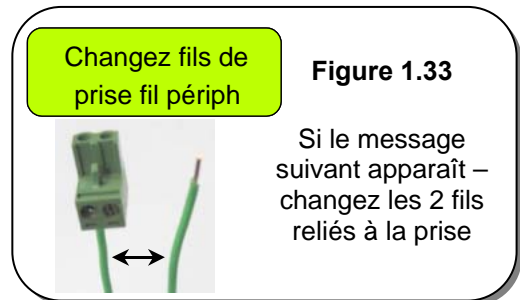 Changez fils de
prise fil périph
Figure 1.33
Si le message
suivant apparaît –
changez les 2 fils
reliés à la prise